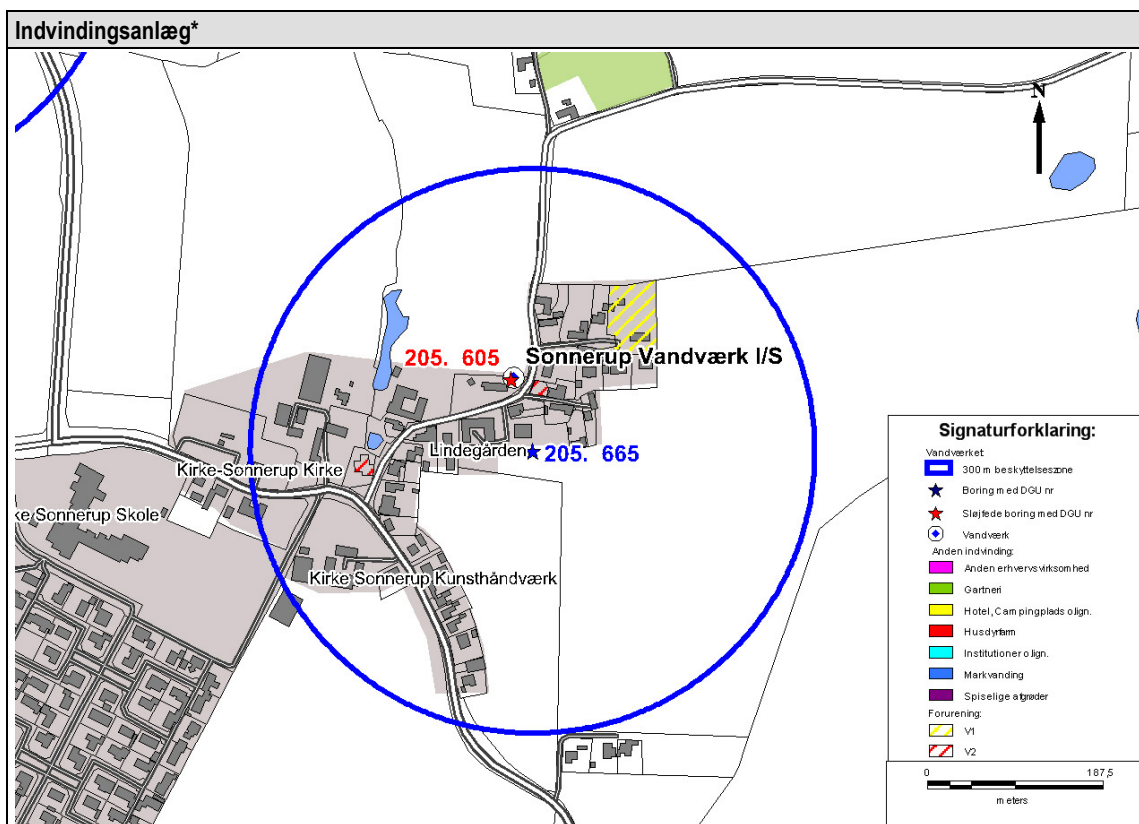 Indvindingsanlæg*
N
205. 605
Sonnerup Vandværk I/S
Lindegården
205. 665
Kirke-Sonnerup Kirke
ke Sonnerup Skole
Kirke Sonnerup Kunsthåndværk
Signaturforklaring:
Vandværket
300 m beskyttelseszone
Boring med DGU nr
Sløjfede boring med DGU nr
Vandværk
Anden indvinding:
Anden erhvervsvirksomhed
Gartneri
Hotel, Campingplads o.lign.
Husdyrfarm
Institutioner o.lign.
Markvanding
Spiselige afgrøder
Forurening:
V1
V2
0 187,5
meters